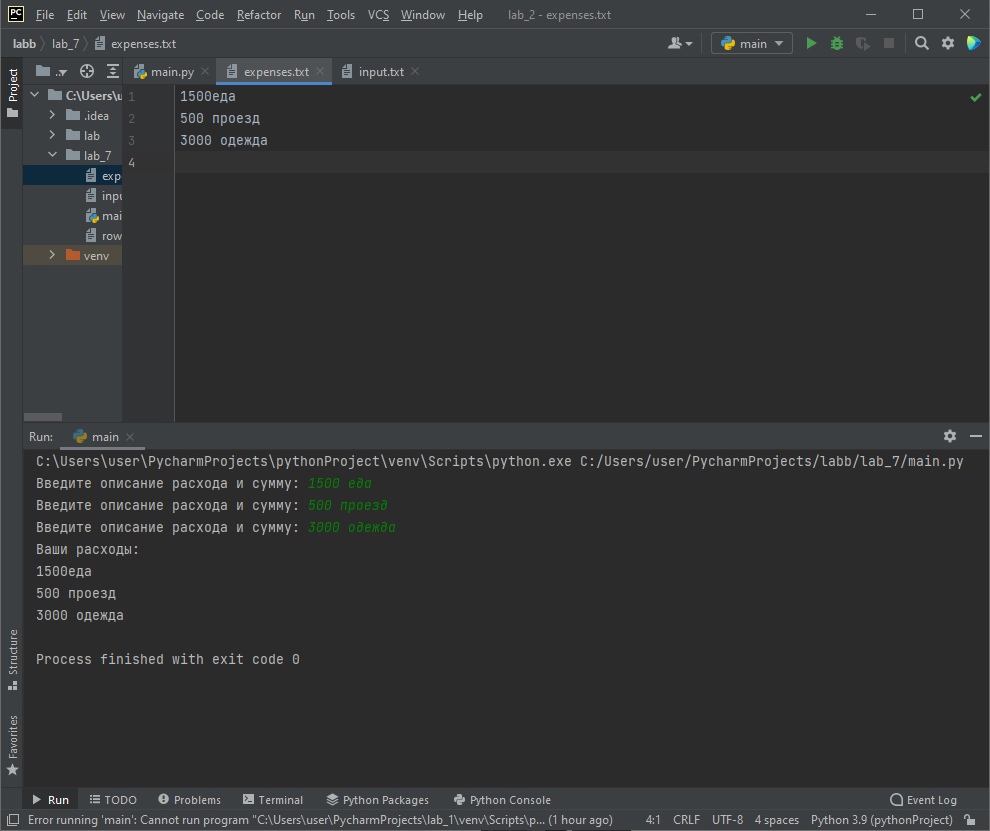 PC File Edit View Navigate Code Refactor Run Tools VCS Window Help lab_2 - expenses.txt
labb lab_7 expenses.txt main
Project
main.py expenses.txt input.txt
C:\Users\u
.idea
lab
lab_7
exp
inpu
mai
row
venv
1 1500еда
2 500 проезд
3 3000 одежда
4
Run: main
C:\Users\user\PycharmProjects\pythonProject\venv\Scripts\python.exe C:/Users/user/PycharmProjects/labb/lab_7/main.py
Введите описание расхода и сумму: 1500 еда
Введите описание расхода и сумму: 500 проезд
Введите описание расхода и сумму: 3000 одежда
Ваши расходы:
1500еда
500 проезд
3000 одежда
Process finished with exit code 0
Structure
Favorites
Run TODO Problems Terminal Python Packages Python Console Event Log
Error running 'main': Cannot run program "C:\Users\user\PycharmProjects\lab_1\venv\Scripts\p... (1 hour ago) 4:1 CRLF UTF-8 4 spaces Python 3.9 (pythonProject)